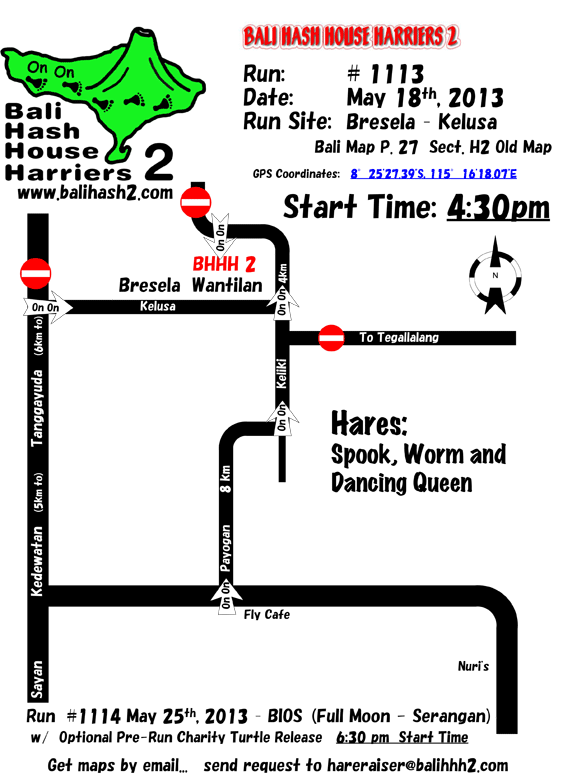 BALI HASH HOUSE HARRIERS 2
On On
Bali
Hash
House
Harriers 2
www.balihash2.com
Run: # 1113
Date: May 18th, 2013
Run Site: Bresela - Kelusa
Bali Map P. 27 Sect. H2 Old Map
GPS Coordinates: 8° 25'27.39"S, 115° 16'18.07"E
Start Time: 4:30pm
On On
BHHH 2
Bresela Wantilan
4km
N
On On
Kelusa
On On
(6Km to)
To Tegallalang
Keliki
Tanggayuda
On On
Hares:
Spook, Worm and
Dancing Queen
8 Km
(5km to)
Payogan
Kedewatan
On On
Fly Cafe
Nuri's
Sayan
Run #1114 May 25th, 2013 - BIOS (Full Moon - Serangan)
w/ Optional Pre-Run Charity Turtle Release 6:30 pm Start Time
Get maps by email... send request to hareraiser@balihhh2.com